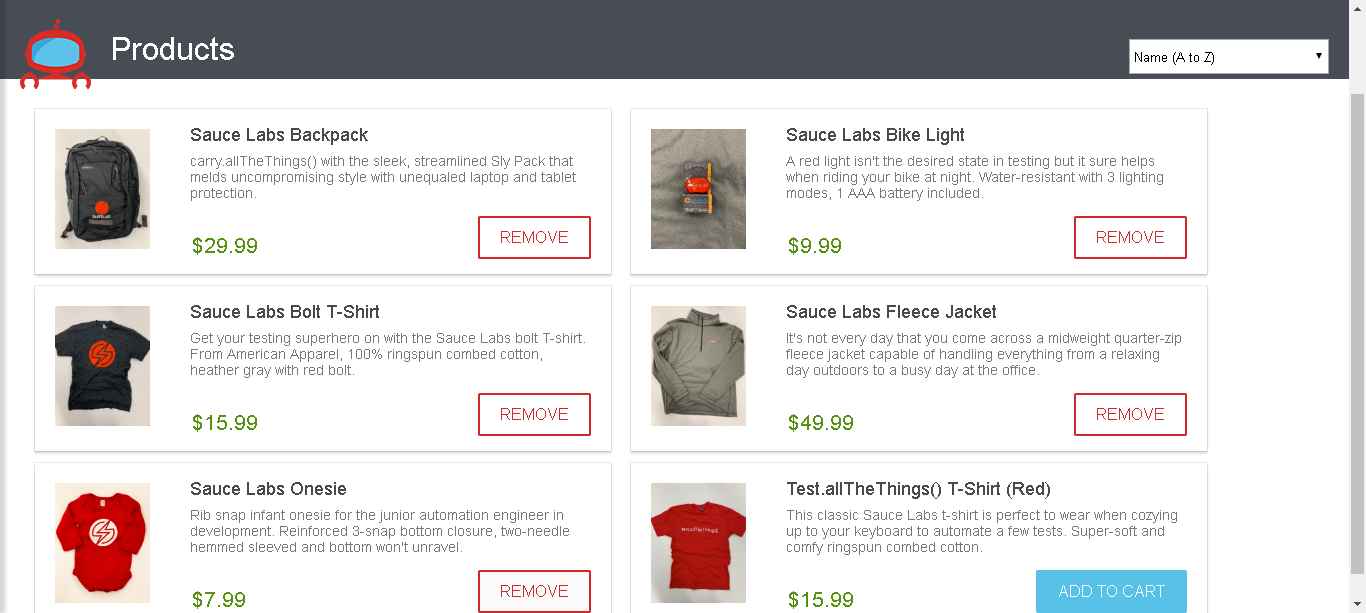 Products
Name (A to Z)
Sauce Labs Backpack
carry.allTheThings() with the sleek, streamlined Sly Pack that
melds uncompromising style with unequaled laptop and tablet
protection.
$29.99
REMOVE
Sauce Labs Bike Light
A red light isn't the desired state in testing but it sure helps
when riding your bike at night. Water-resistant with 3 lighting
modes, 1 AAA battery included.
$9.99
REMOVE
Sauce Labs Bolt T-Shirt
Get your testing superhero on with the Sauce Labs bolt T-shirt.
From American Apparel, 100% ringspun combed cotton,
heather gray with red bolt.
$15.99
REMOVE
Sauce Labs Fleece Jacket
It's not every day that you come across a midweight quarter-zip
fleece jacket capable of handling everything from a relaxing
day outdoors to a busy day at the office.
$49.99
REMOVE
Sauce Labs Onesie
Rib snap infant onesie for the junior automation engineer in
development. Reinforced 3-snap bottom closure, two-needle
hemmed sleeved and bottom won't unravel.
$7.99
REMOVE
Test.allTheThings() T-Shirt (Red)
This classic Sauce Labs t-shirt is perfect to wear when cozying
up to your keyboard to automate a few tests. Super-soft and
comfy ringspun combed cotton.
$15.99
ADD TO CART